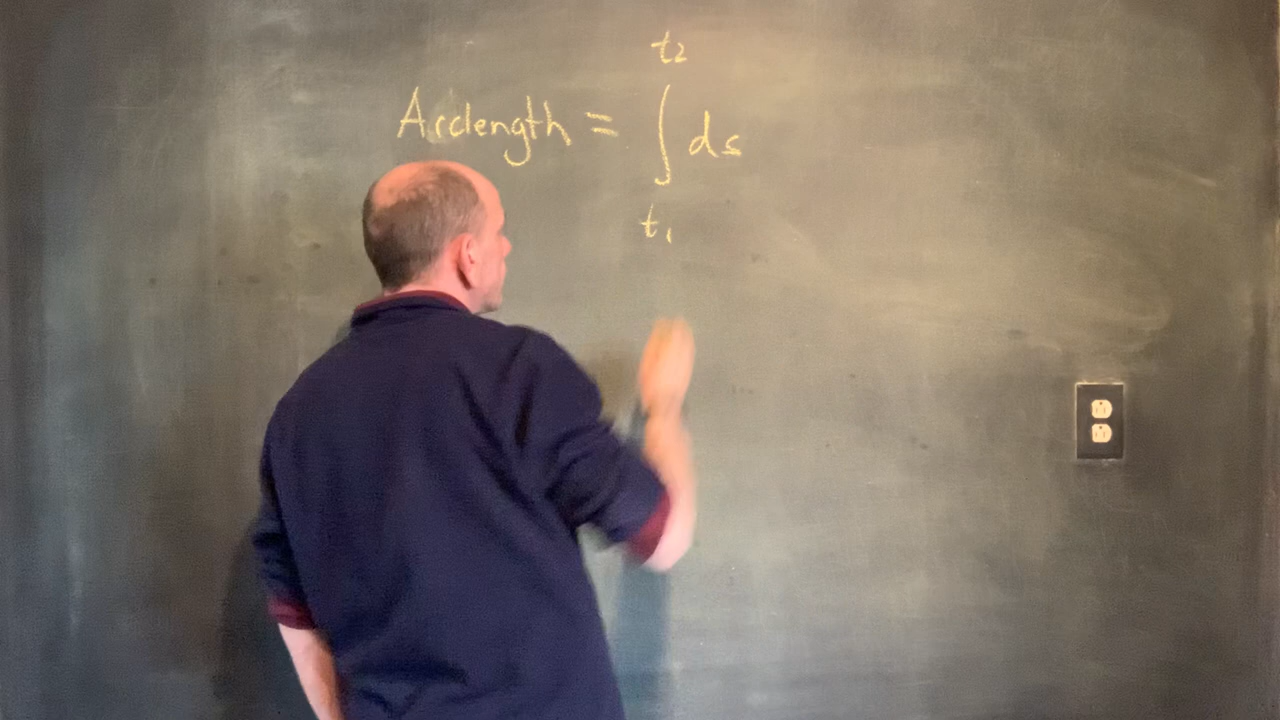 t₂
Arclength = ∫ ds
t₁